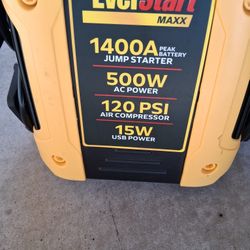 EverStart
MAXX
1400A PEAK BATTERY
JUMP STARTER
500W
AC POWER
120 PSI
AIR COMPRESSOR
15W
USB POWER